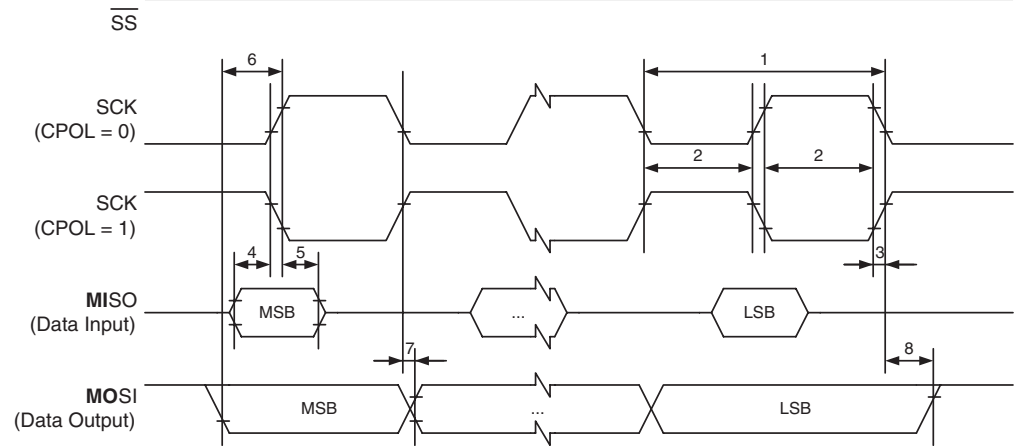 SS
6
1
SCK
(CPOL = 0)
2
2
SCK
(CPOL = 1)
4
5
3
MISO
(Data Input)
MSB
...
LSB
7
8
MOSI
(Data Output)
MSB
...
LSB